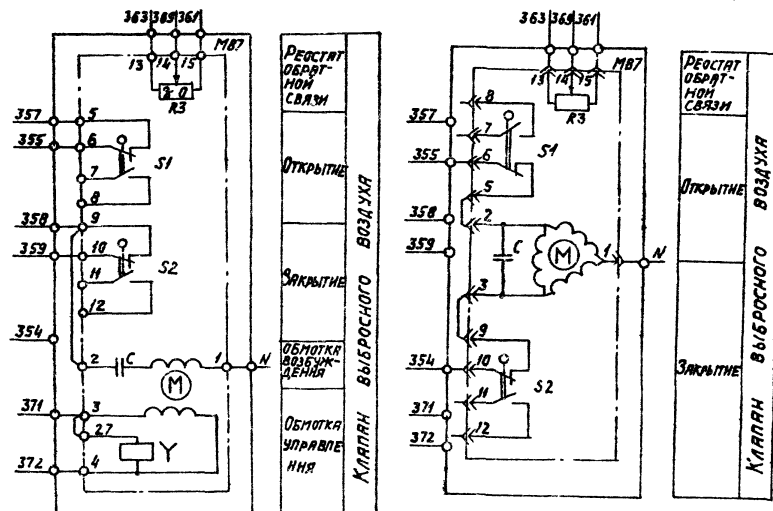 363 369 361
МВ7
13 14 15
R3
357
5
355
6
S1
7
8
358
9
359
10
S2
11
12
354
2
C
1
N
М
371
3
27
Y
372
4
РЕОСТАТ
ОБРАТ-
НОЙ
СВЯЗИ
ОТКРЫТИЕ
ЗАКРЫТИЕ
ОБМОТКА
ВОЗБУЖ-
ДЕНИЯ
ОБМОТКА
УПРАВЛЕ
НИЯ
КЛАПАН ВЫБРОСНОГО ВОЗДУХА
363 369 361
МВ7
13 14 15
R3
8
357
7
S1
355
6
5
358
2
359
C
М
1
N
3
9
354
10
S2
11
371
12
372
РЕОСТАТ
ОБРАТ-
НОЙ
СВЯЗИ
ОТКРЫТИЕ
ЗАКРЫТИЕ
КЛАПАН ВЫБРОСНОГО ВОЗДУХА